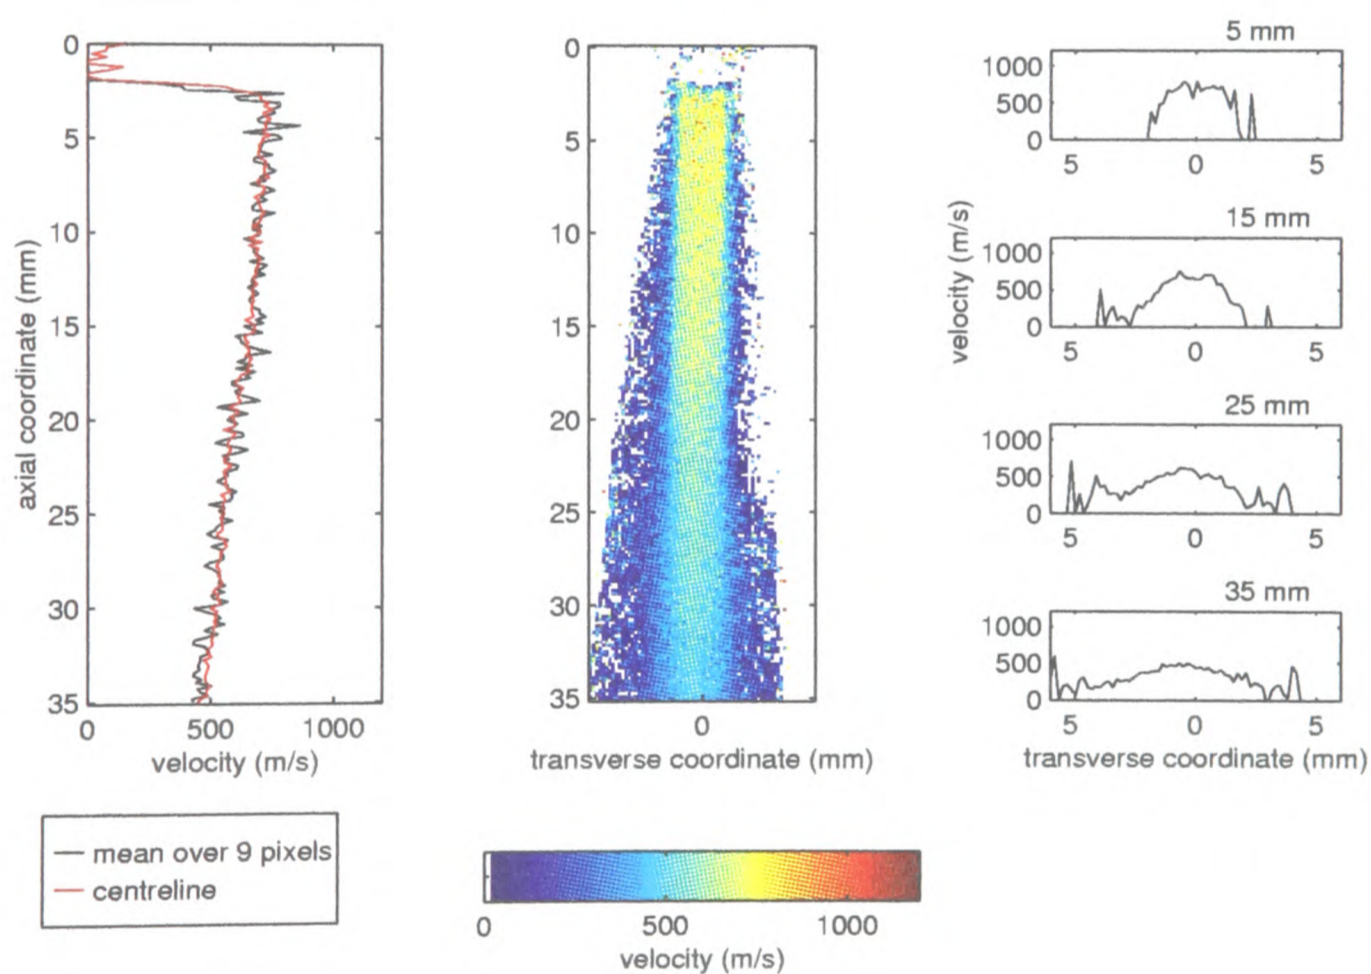 0
5
10
15
20
25
30
35
axial coordinate (mm)
0 500 1000
velocity (m/s)
mean over 9 pixels
centreline
0
5
10
15
20
25
30
35
0
transverse coordinate (mm)
0 500 1000
velocity (m/s)
velocity (m/s)
5 mm
1000
500
0
5 0 5
15 mm
1000
500
0
5 0 5
25 mm
1000
500
0
5 0 5
35 mm
1000
500
0
5 0 5
transverse coordinate (mm)